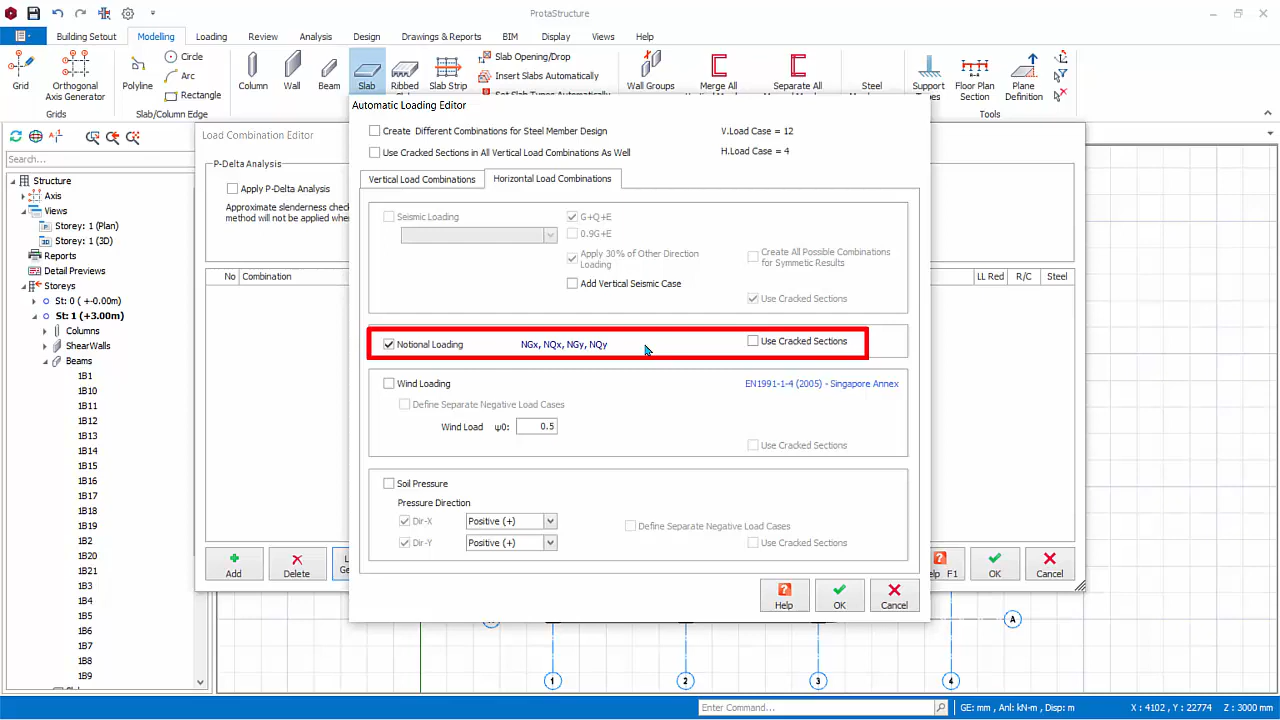 ProtaStructure
Building Setout Modelling Loading Review Analysis Design Drawings & Reports BIM Display Views Help
Grid
Orthogonal
Axis Generator
Grids
Polyline
Circle
Arc
Rectangle
Slab/Column Edge
Column
Wall
Beam
Slab
Ribbed
Slab Strip
Slab Opening/Drop
Insert Slabs Automatically
Set Slab Types Automatically
Wall Groups
Merge All
Separate All
Steel
Member
Support
Types
Floor Plan
Section
Plane
Definition
Tools
Search...
Structure
Axis
Views
Storey: 1 (Plan)
Storey: 1 (3D)
Reports
Detail Previews
Storeys
St: 0 ( +-0.00m)
St: 1 (+3.00m)
Columns
ShearWalls
Beams
1B1
1B10
1B11
1B12
1B13
1B14
1B15
1B16
1B17
1B18
1B19
1B2
1B20
1B21
1B3
1B4
1B5
1B6
1B7
1B8
1B9
Load Combination Editor
P-Delta Analysis
Apply P-Delta Analysis
Approximate slenderness check
method will not be applied when
No Combination
LL Red R/C Steel
Add
Delete
OK
Cancel
Automatic Loading Editor
Create Different Combinations for Steel Member Design
V.Load Case = 12
Use Cracked Sections in All Vertical Load Combinations As Well
H.Load Case = 4
Vertical Load Combinations Horizontal Load Combinations
Seismic Loading
G+Q+E
0.9G+E
Apply 30% of Other Direction
Loading
Create All Possible Combinations
for Symmetic Results
Add Vertical Seismic Case
Use Cracked Sections
Notional Loading NGx, NQx, NGy, NQy Use Cracked Sections
Wind Loading EN1991-1-4 (2005) - Singapore Annex
Define Separate Negative Load Cases
Wind Load ψ0: 0.5
Use Cracked Sections
Soil Pressure
Pressure Direction
Dir-X Positive (+) Define Separate Negative Load Cases
Dir-Y Positive (+) Use Cracked Sections
Help OK Cancel
A
1 2 3 4
Enter Command... GE: mm , Anl: kN-m , Disp: m X : 4102 , Y : 22774 Z : 3000 mm